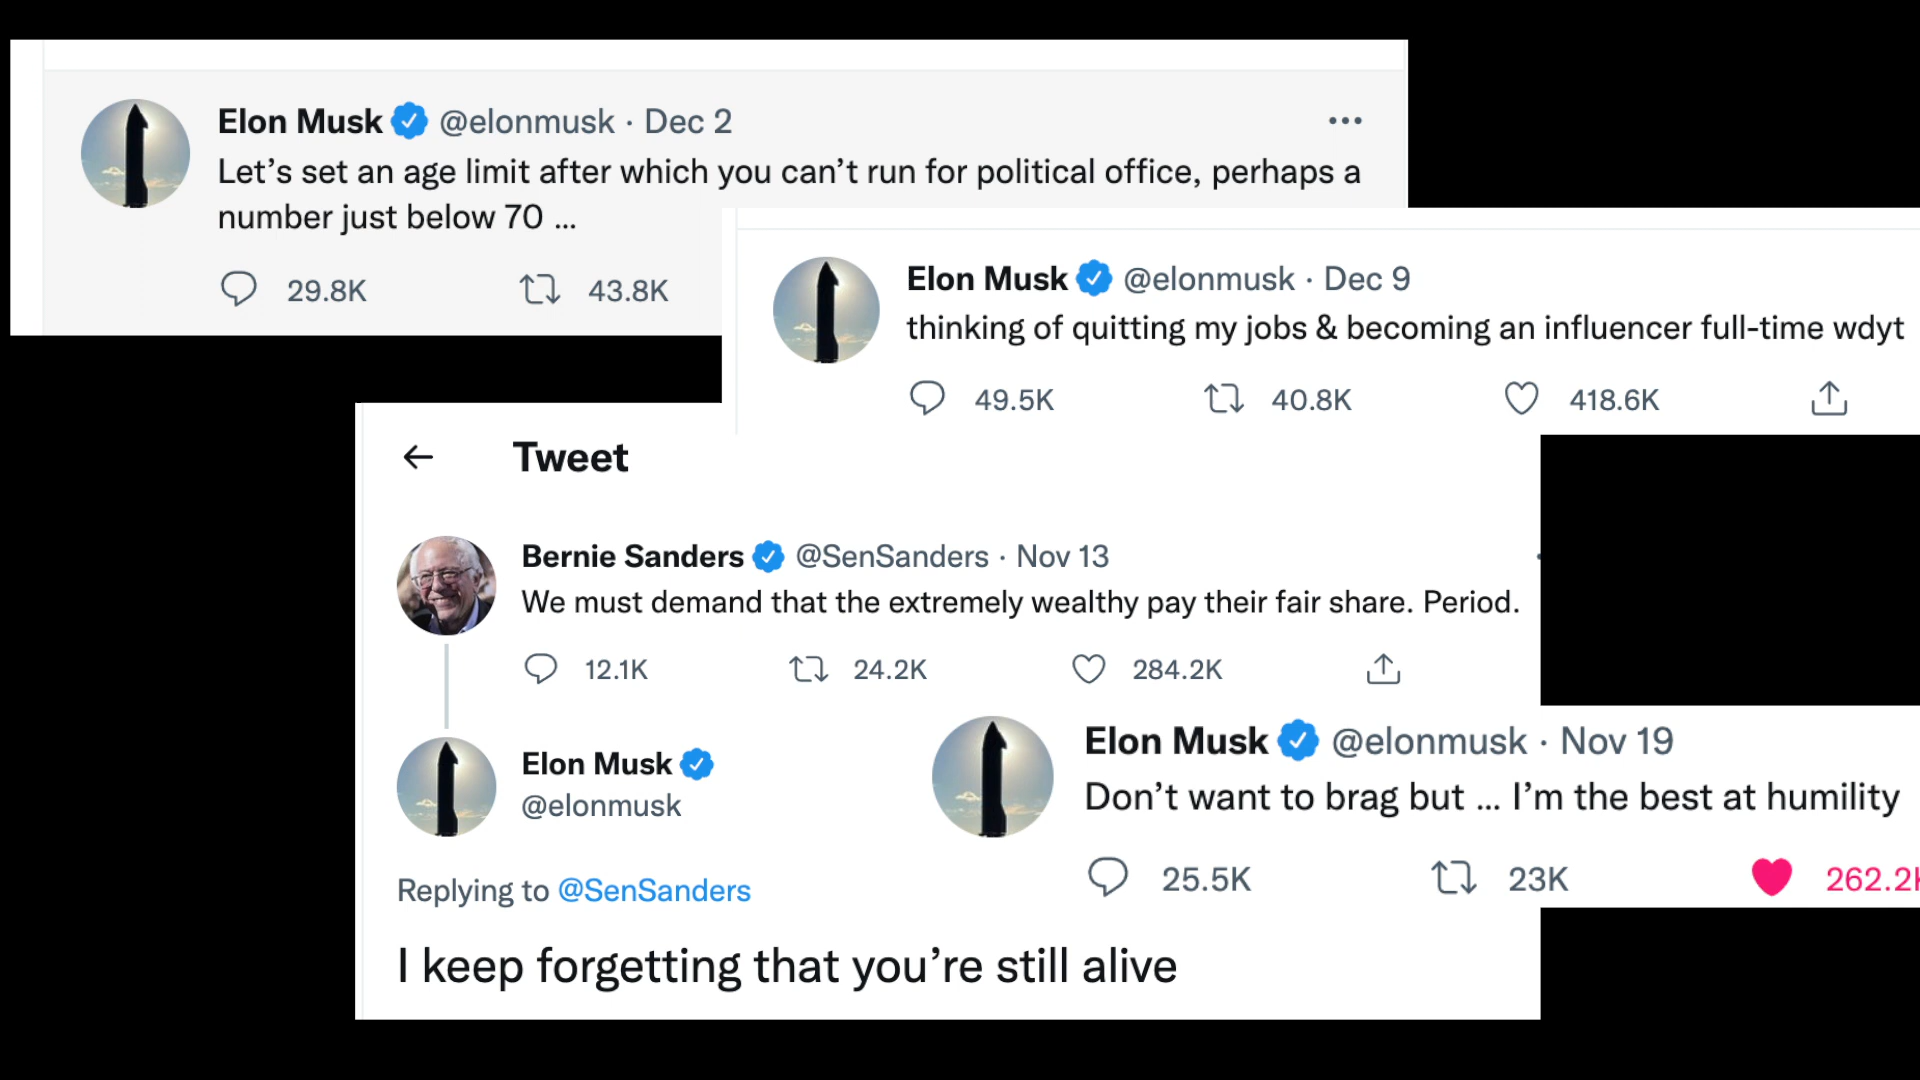 Elon Musk @elonmusk · Dec 2
Let’s set an age limit after which you can’t run for political office, perhaps a
number just below 70 ...
29.8K 43.8K
Elon Musk @elonmusk · Dec 9
thinking of quitting my jobs & becoming an influencer full-time wdyt
49.5K 40.8K 418.6K
Tweet
Bernie Sanders @SenSanders · Nov 13
We must demand that the extremely wealthy pay their fair share. Period.
12.1K 24.2K 284.2K
Elon Musk
@elonmusk
Replying to @SenSanders
I keep forgetting that you’re still alive
Elon Musk @elonmusk · Nov 19
Don’t want to brag but ... I’m the best at humility
25.5K 23K 262.2K